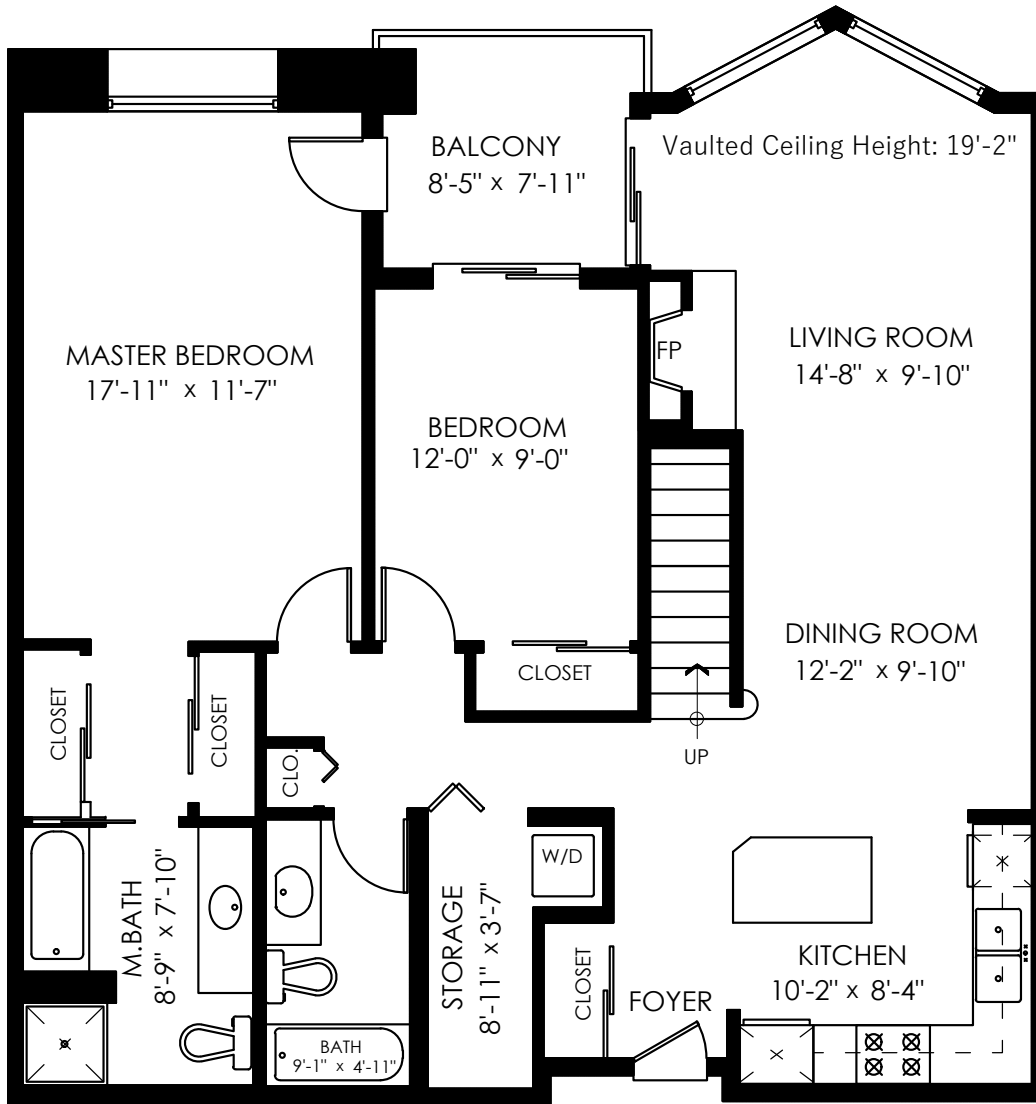 BALCONY
8'-5" x 7'-11"
Vaulted Ceiling Height: 19'-2"
MASTER BEDROOM
17'-11" x 11'-7"
LIVING ROOM
14'-8" x 9'-10"
FP
BEDROOM
12'-0" x 9'-0"
DINING ROOM
12'-2" x 9'-10"
CLOSET
CLOSET
CLOSET
UP
CLO.
W/D
M.BATH
8'-9" x 7'-10"
STORAGE
8'-11" x 3'-7"
KITCHEN
10'-2" x 8'-4"
CLOSET
FOYER
BATH
9'-1" x 4'-11"